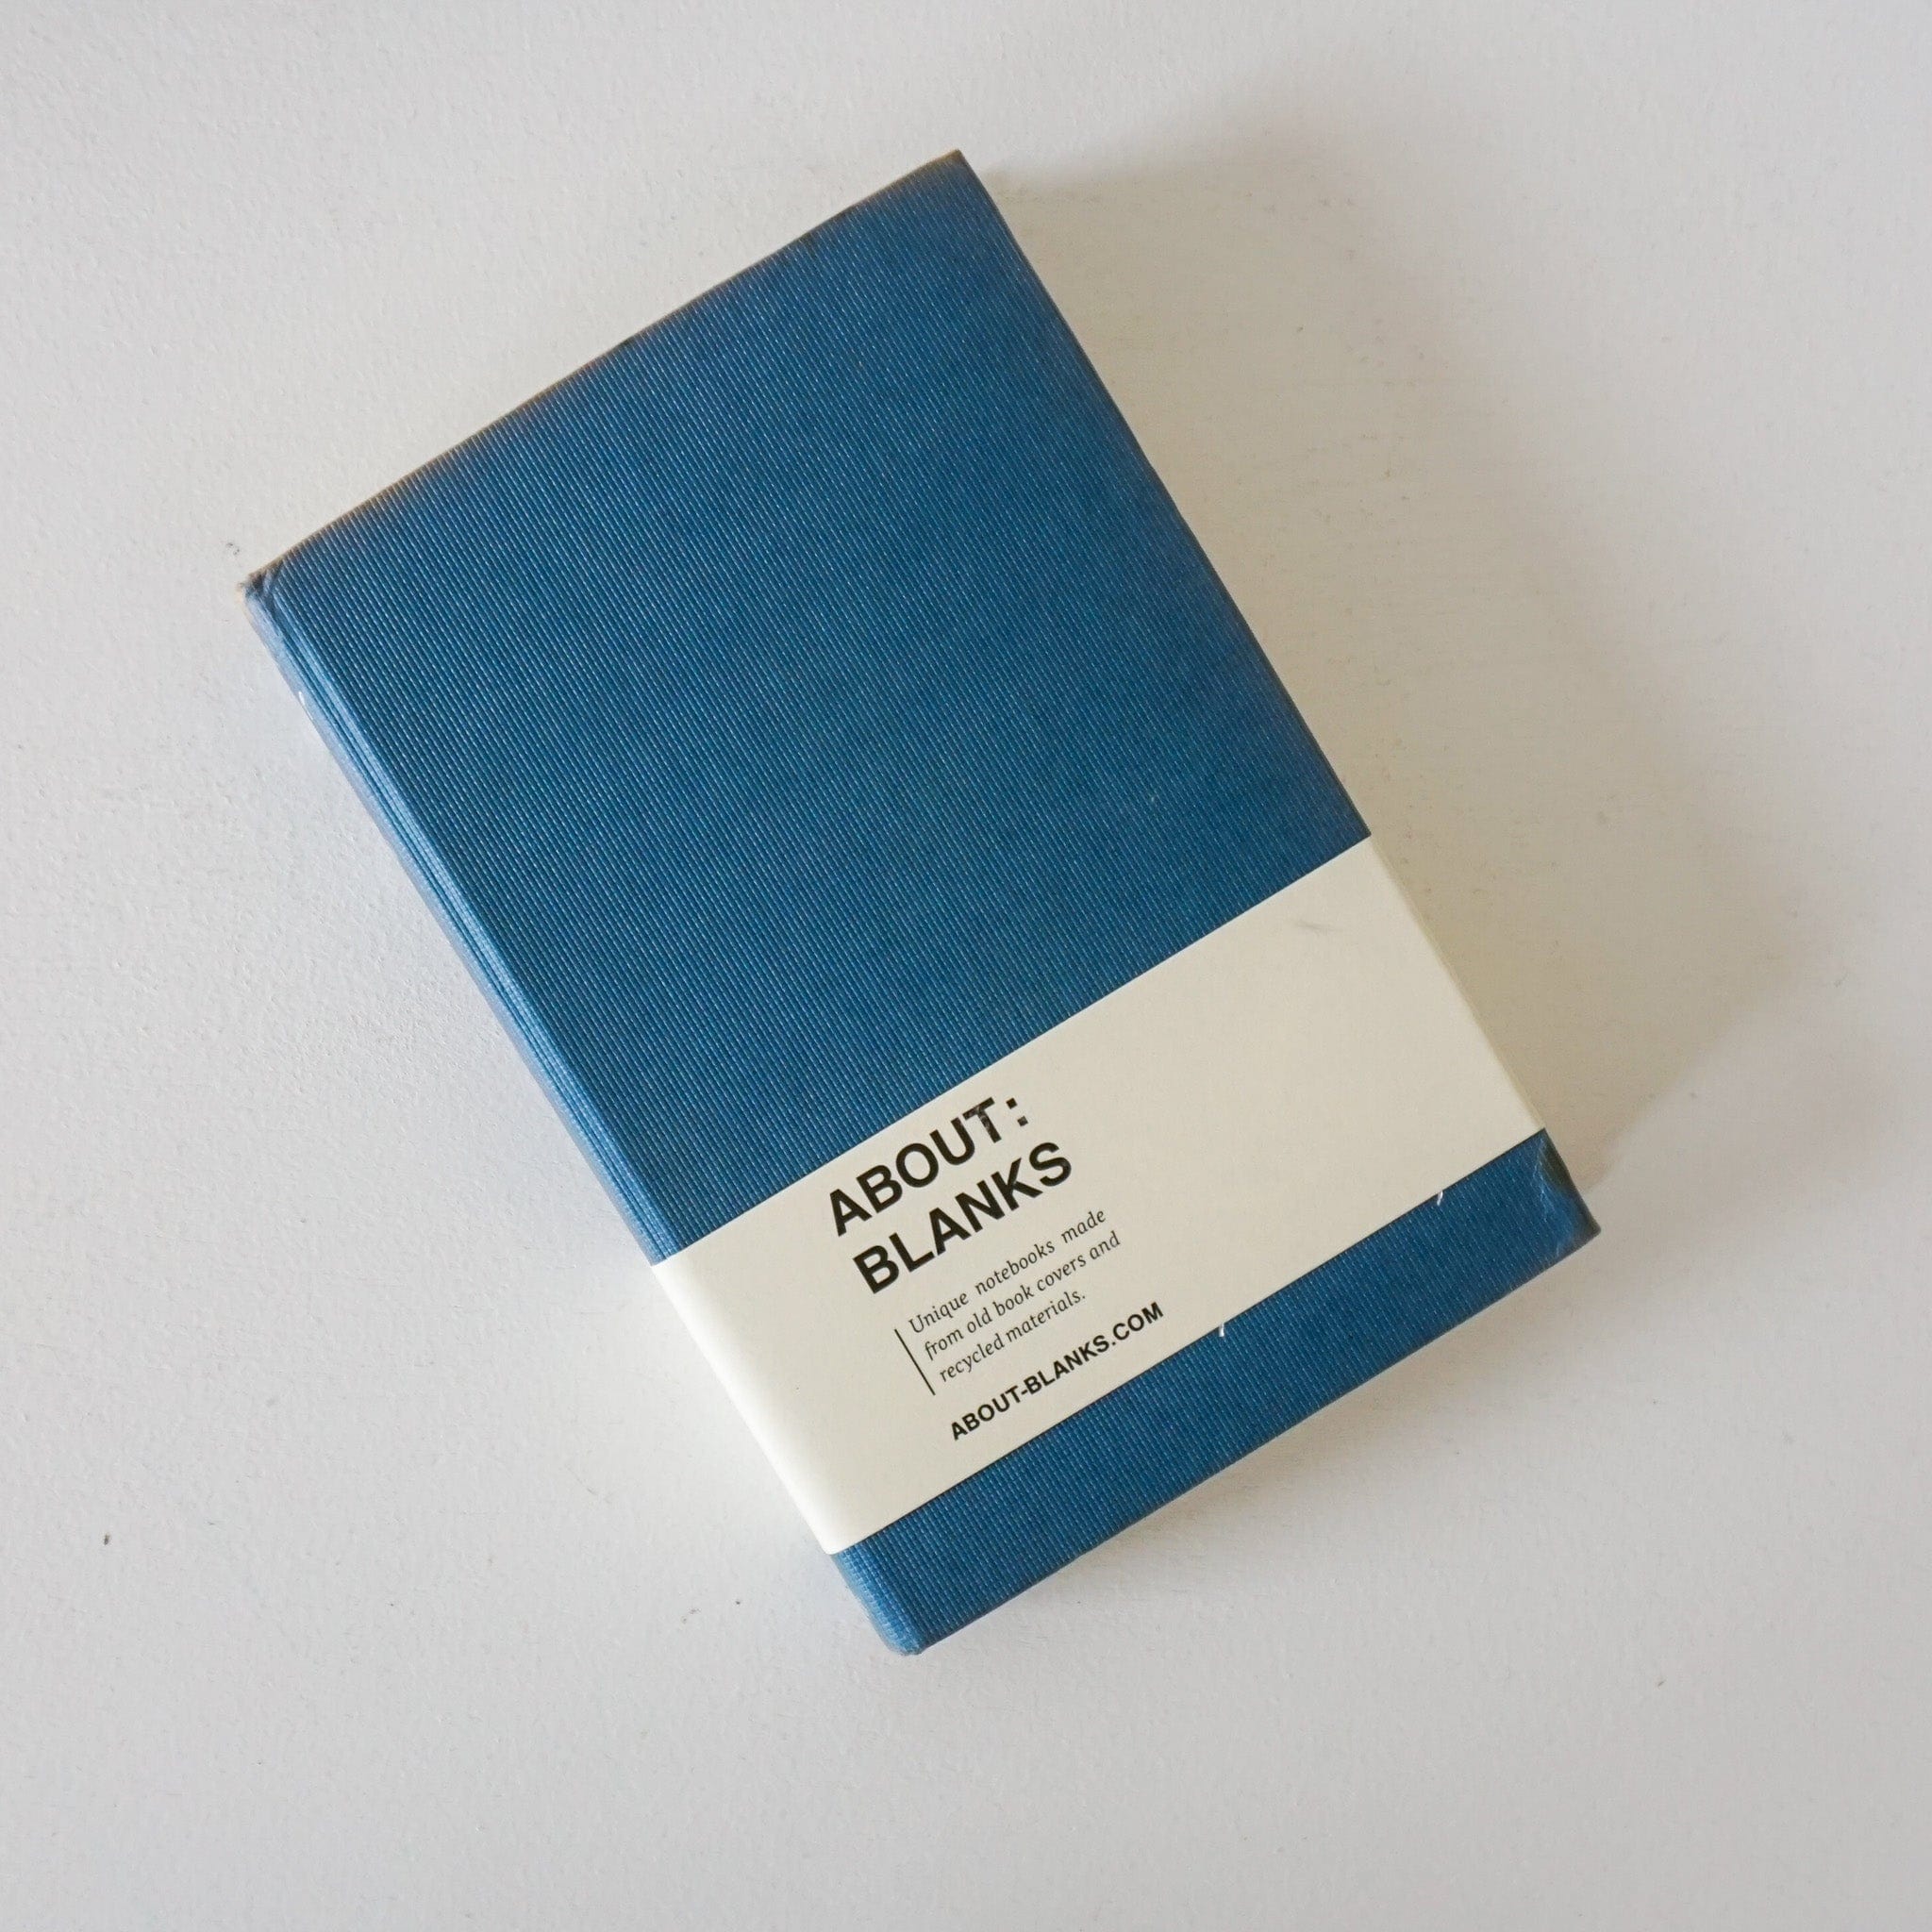 ABOUT:
BLANKS
Unique notebooks made
from old book covers and
recycled materials.
ABOUT-BLANKS.COM